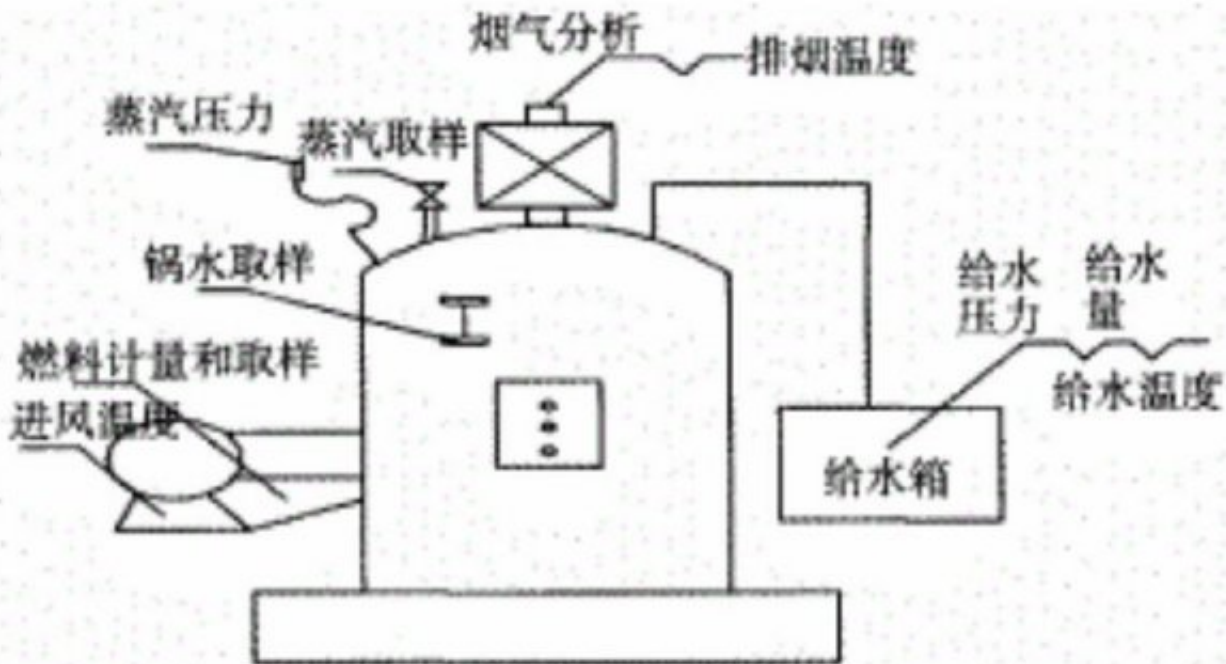 烟气分析
排烟温度
蒸汽压力
蒸汽取样
锅水取样
给水
压力
给水
量
燃料计量和取样
给水温度
进风温度
给水箱